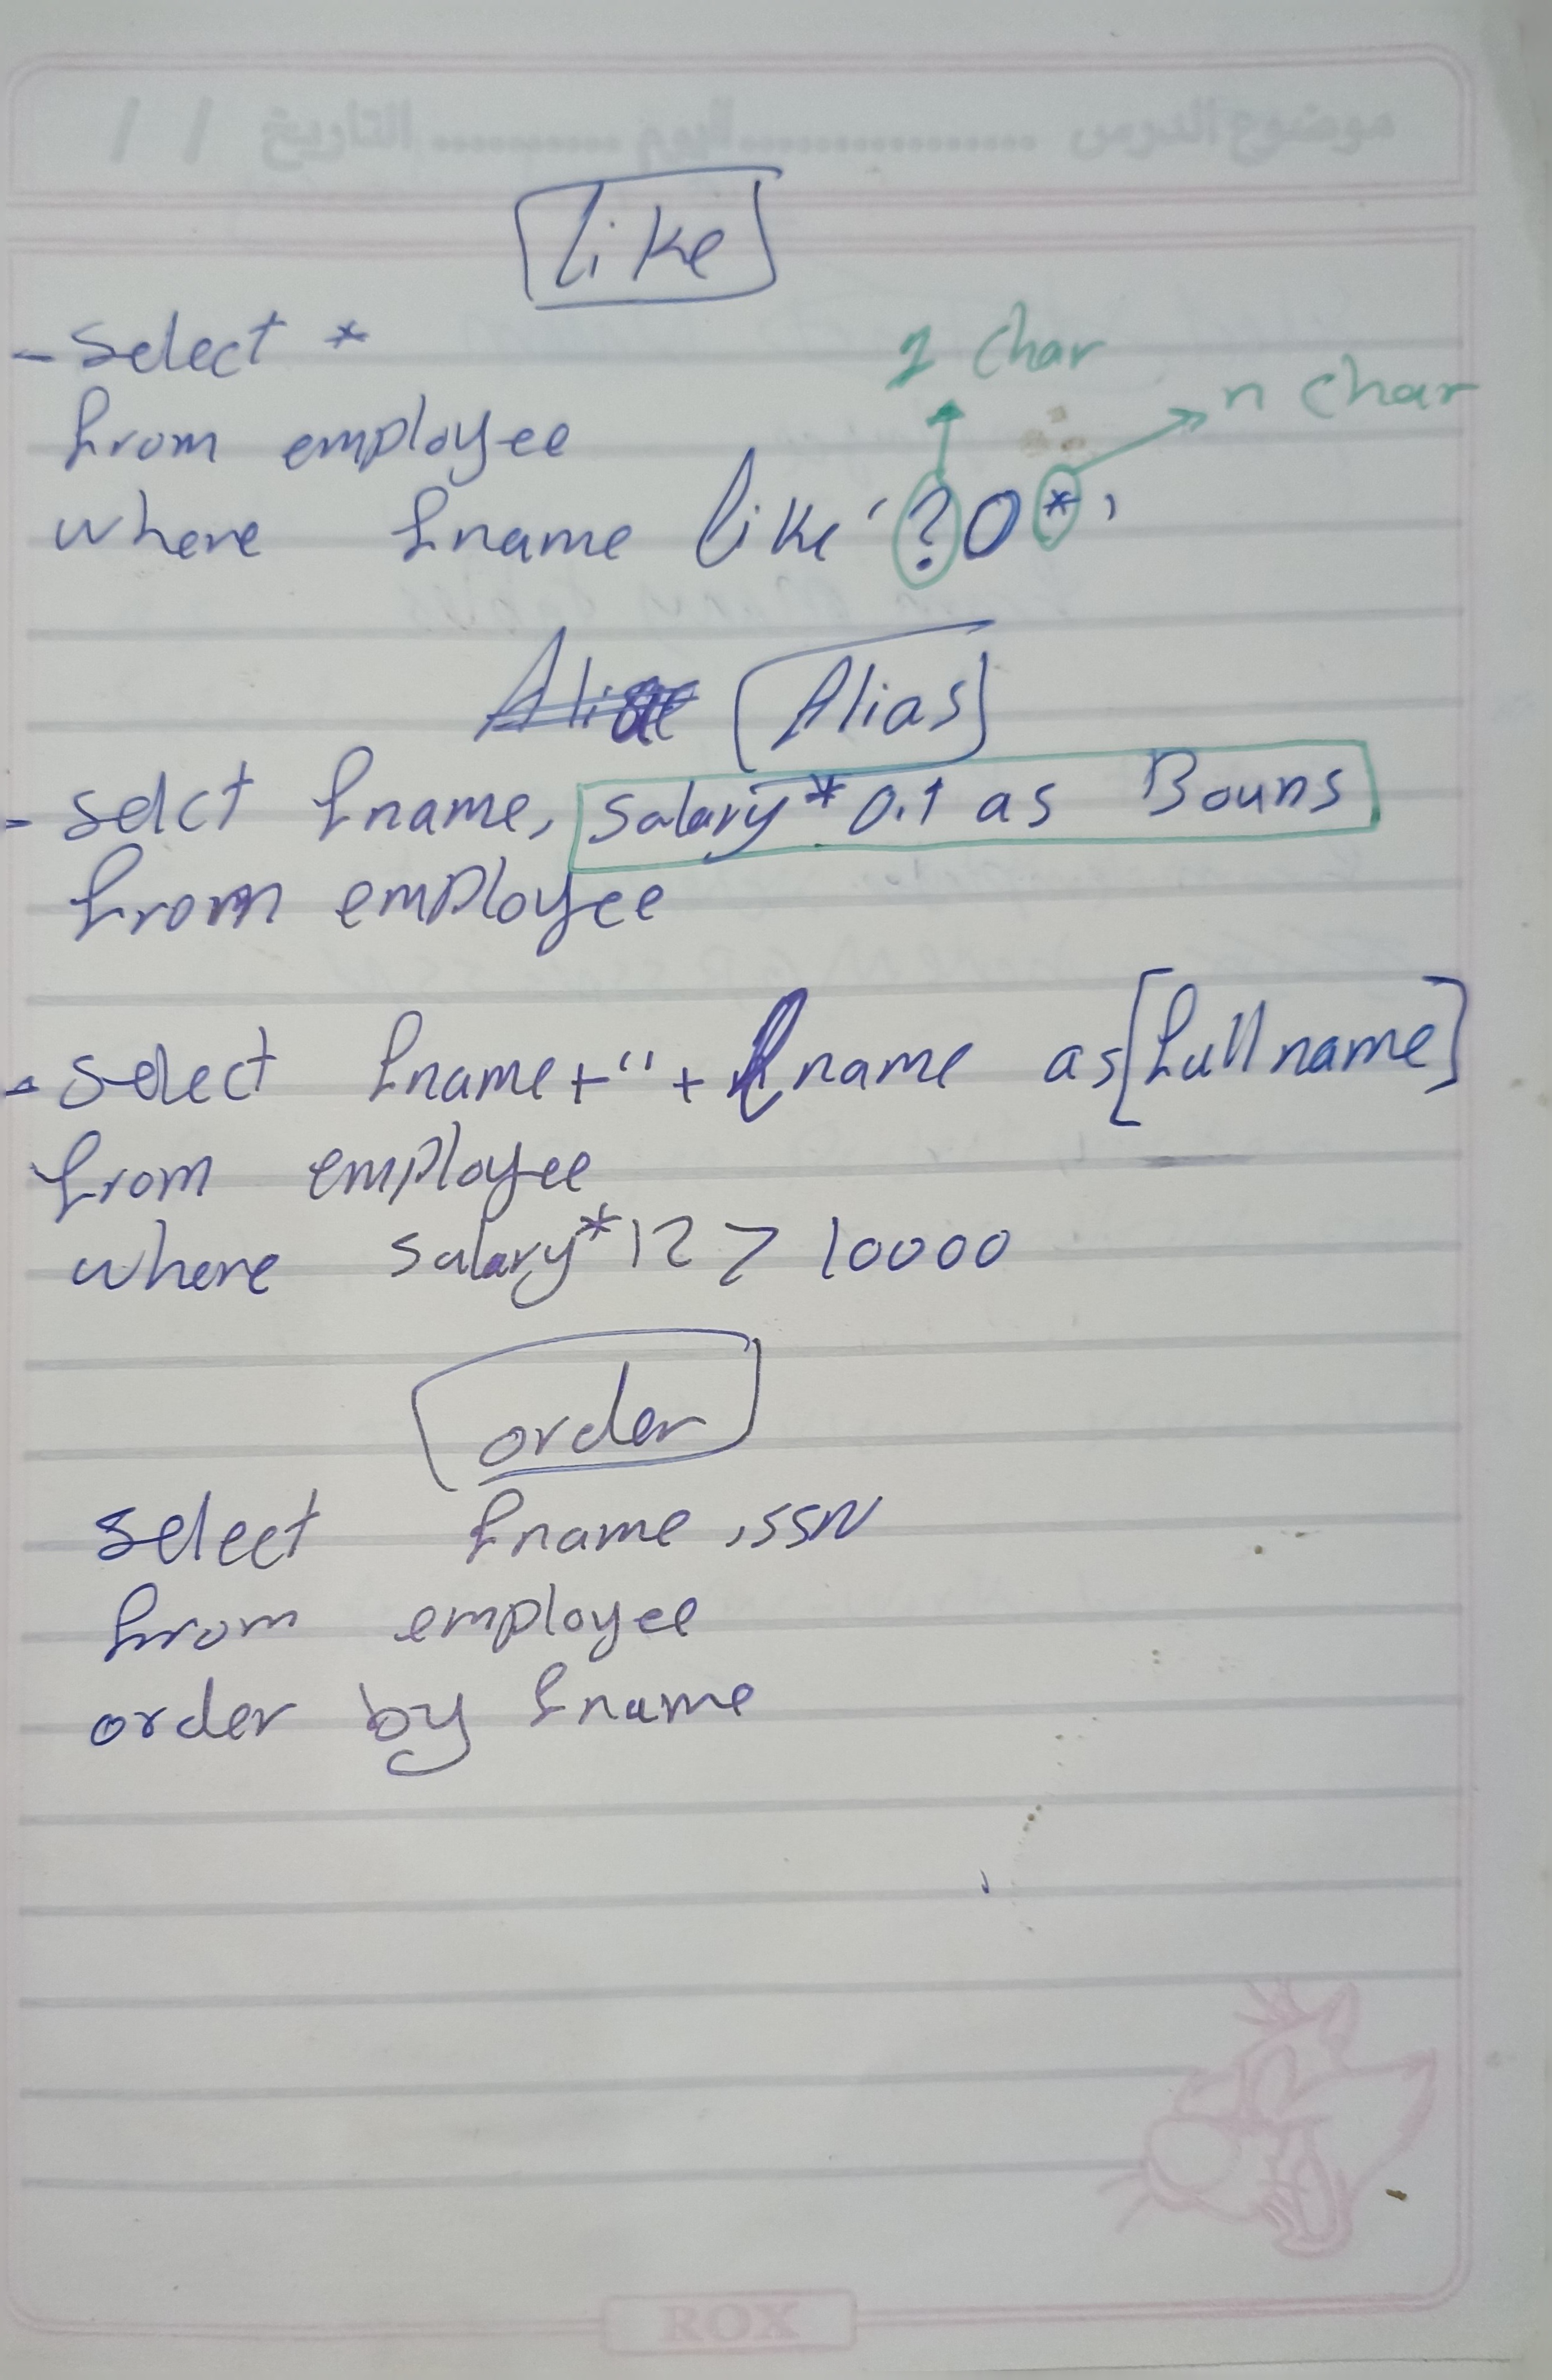 موضوع الدرس ................ اليوم .......... التاريخ / /
like
- select *
from employee
where fname like '?O*'
1 char
n char
Alias
- selct fname, salary*0.1 as Bouns
from employee
- select fname+''+lname as[full name]
from employee
where salary*12 > 10000
order
select fname, SSN
from employee
order by fname
ROX